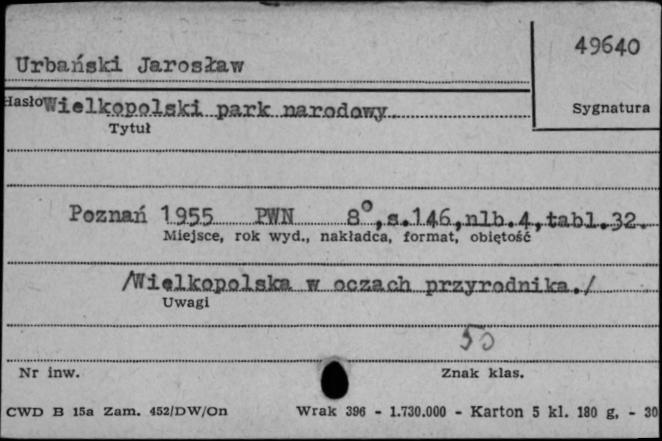 49640
Urbański Jarosław
Hasło Wielkopolski park narodowy.
Sygnatura
Tytuł
Poznań 1955 PWN 8°, s.146, nlb.4, tabl.32.
Miejsce, rok wyd., nakładca, format, obiętość
/Wielkopolska w oczach przyrodnika./
Uwagi
50
Nr inw. Znak klas.
CWD B 15a Zam. 452/DW/On Wrak 396 - 1.730.000 - Karton 5 kl. 180 g, - 30